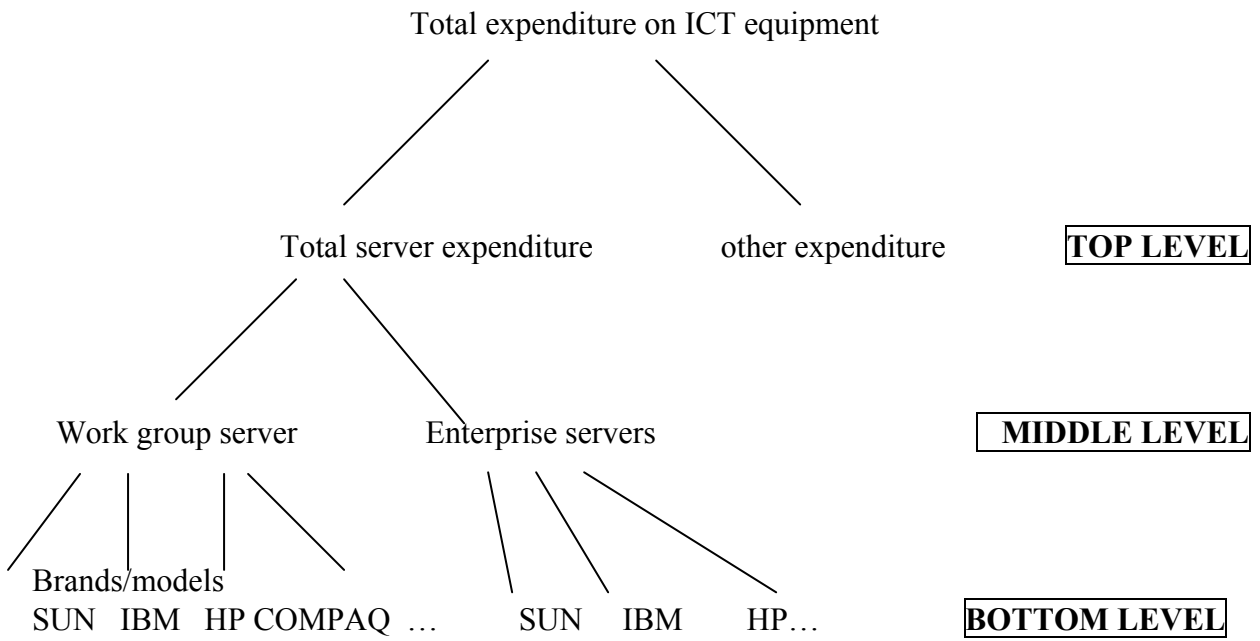 Total expenditure on ICT equipment
Total server expenditure other expenditure TOP LEVEL
Work group server Enterprise servers MIDDLE LEVEL
Brands/models
SUN IBM HP COMPAQ … SUN IBM HP… BOTTOM LEVEL